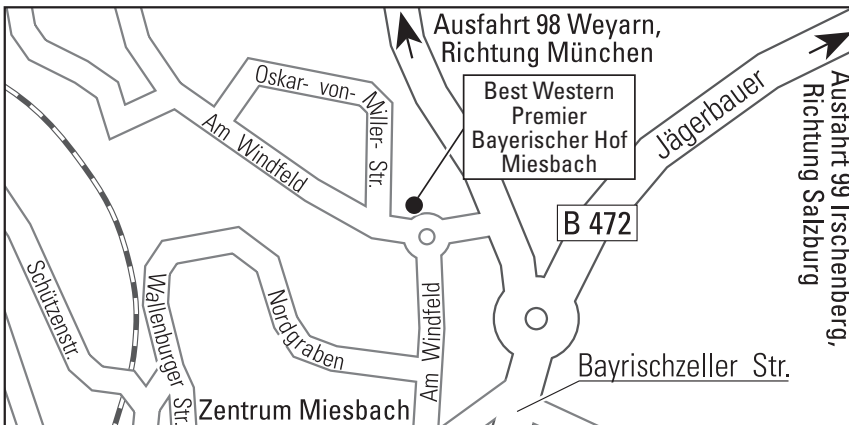 Ausfahrt 98 Weyarn,
Richtung München
Oskar- von- Miller- Str.
Best Western
Premier
Bayerischer Hof
Miesbach
Jägerbauer
Ausfahrt 99 Irschenberg,
Richtung Salzburg
Am Windfeld
B 472
Schützenstr.
Wallenburger Str.
Nordgraben
Am Windfeld
Bayrischzeller Str.
Zentrum Miesbach